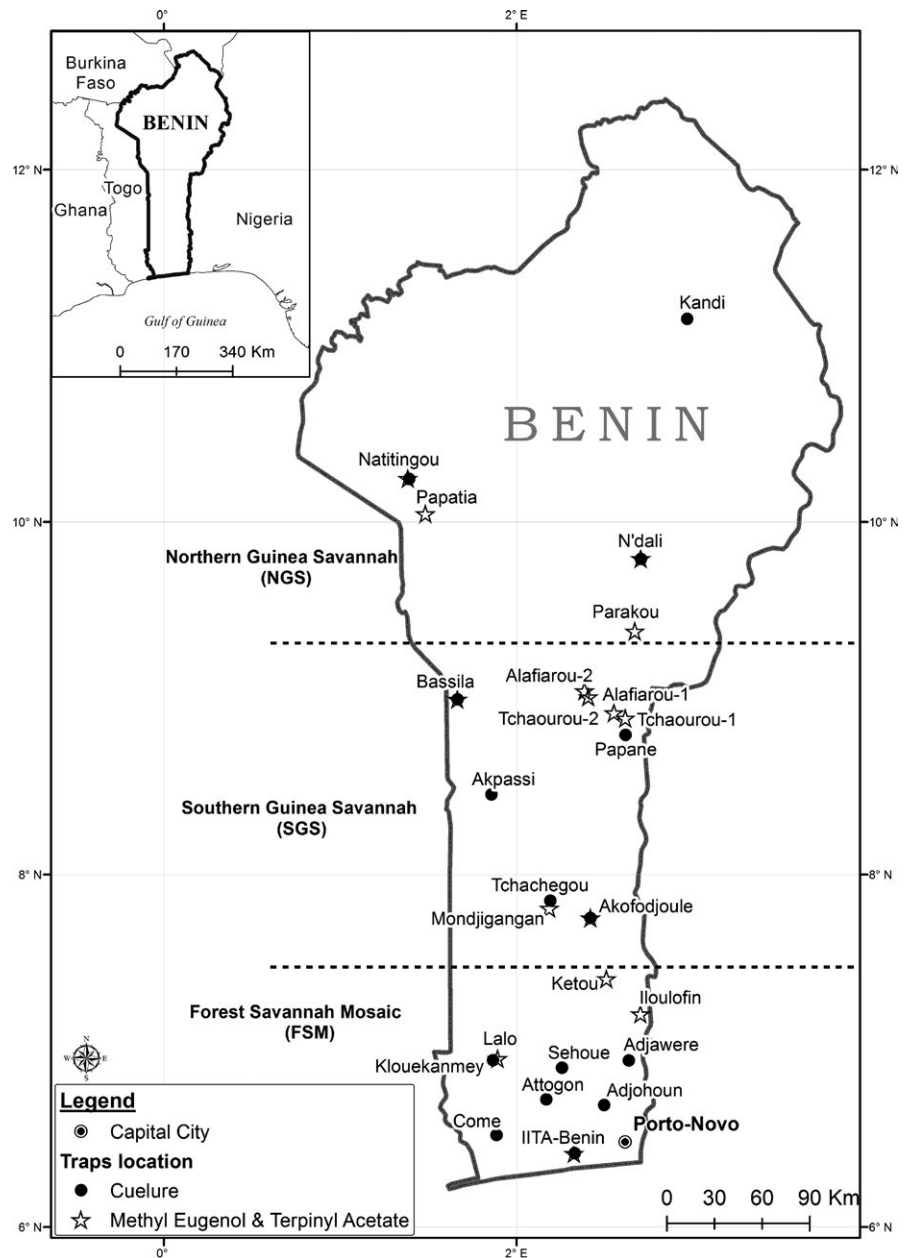 0°
2° E
Burkina
Faso
BENIN
Togo
Ghana
Nigeria
Gulf of Guinea
0 170 340 Km
12° N
12° N
Kandi
BENIN
Natitingou
Papatia
10° N
10° N
N'dali
Northern Guinea Savannah
(NGS)
Parakou
Alafiarou-2
Bassila
Alafiarou-1
Tchaourou-2
Tchaourou-1
Papane
Akpassi
Southern Guinea Savannah
(SGS)
8° N
8° N
Tchachegou
Mondjigangan
Akofodjoule
Ketou
Iloulofin
Forest Savannah Mosaic
(FSM)
Lalo
Sehoue
Adjawere
Klouekanmey
Attogon
Adjohoun
Come
IITA-Benin
Porto-Novo
N
W E
S
Legend
Capital City
Traps location
Cuelure
Methyl Eugenol & Terpinyl Acetate
0 30 60 90 Km
6° N
6° N
0°
2° E